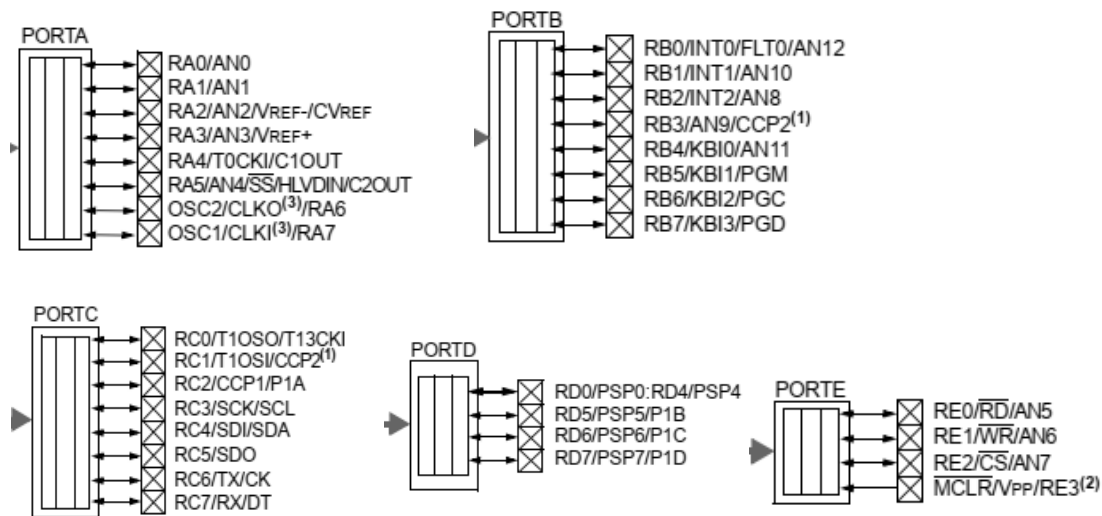 PORTA
RA0/AN0
RA1/AN1
RA2/AN2/VREF-/CVREF
RA3/AN3/VREF+
RA4/T0CKI/C1OUT
RA5/AN4/SS/HLVDIN/C2OUT
OSC2/CLKO(3)/RA6
OSC1/CLKI(3)/RA7
PORTB
RB0/INT0/FLT0/AN12
RB1/INT1/AN10
RB2/INT2/AN8
RB3/AN9/CCP2(1)
RB4/KBI0/AN11
RB5/KBI1/PGM
RB6/KBI2/PGC
RB7/KBI3/PGD
PORTC
RC0/T1OSO/T13CKI
RC1/T1OSI/CCP2(1)
RC2/CCP1/P1A
RC3/SCK/SCL
RC4/SDI/SDA
RC5/SDO
RC6/TX/CK
RC7/RX/DT
PORTD
RD0/PSP0:RD4/PSP4
RD5/PSP5/P1B
RD6/PSP6/P1C
RD7/PSP7/P1D
PORTE
RE0/RD/AN5
RE1/WR/AN6
RE2/CS/AN7
MCLR/VPP/RE3(2)